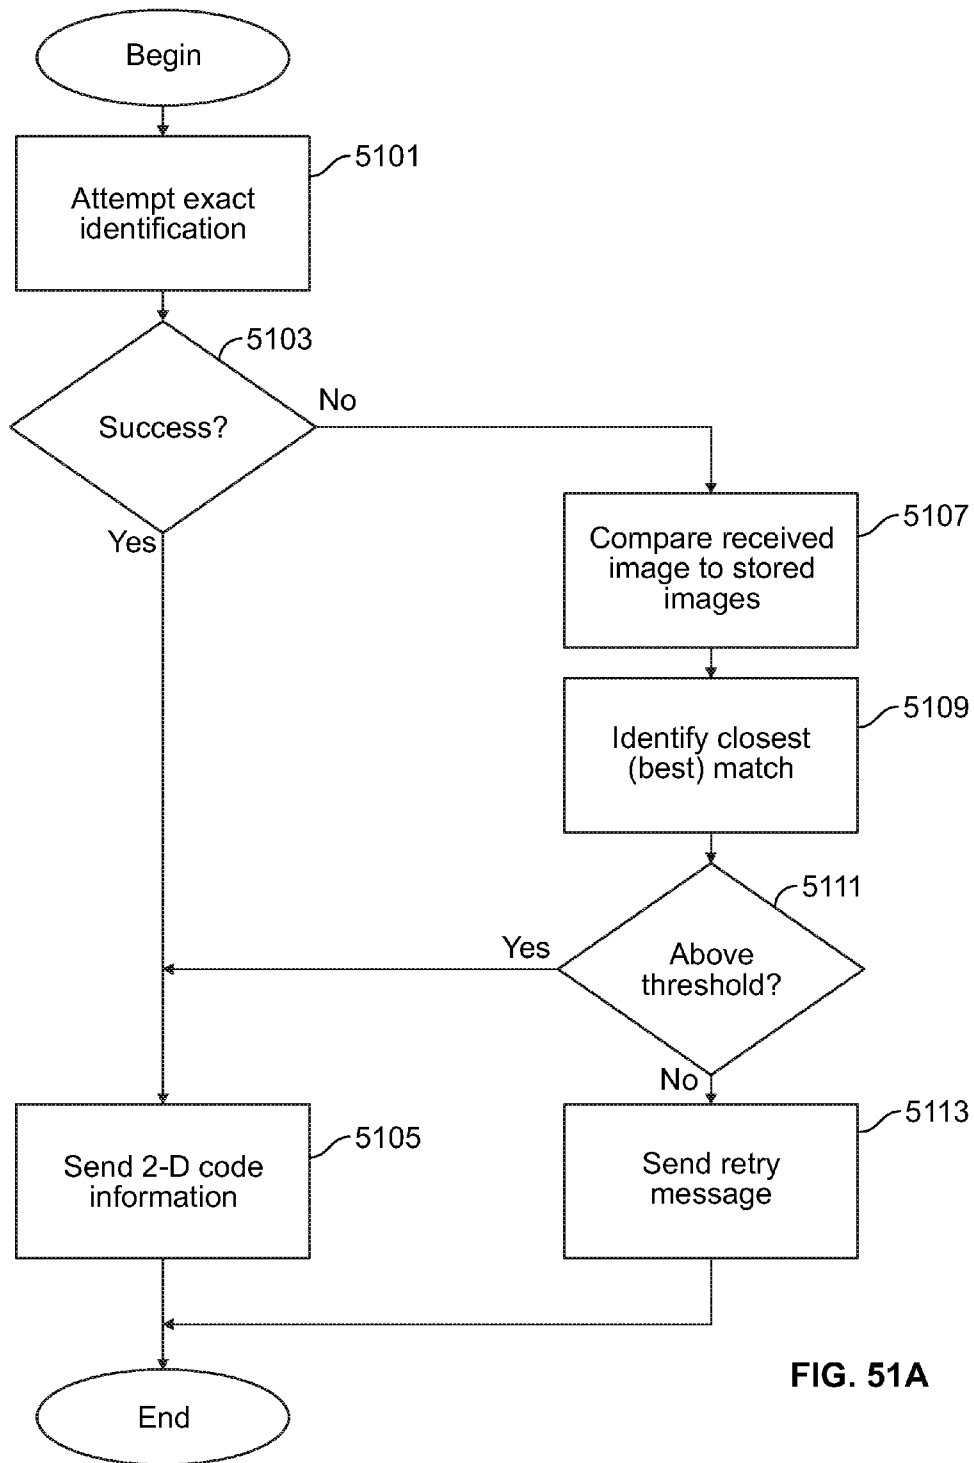 Begin
5101
Attempt exact
identification
5103
Success?
No
Yes
5107
Compare received
image to stored
images
5109
Identify closest
(best) match
5111
Above
threshold?
Yes
No
5105
Send 2-D code
information
5113
Send retry
message
End
FIG. 51A